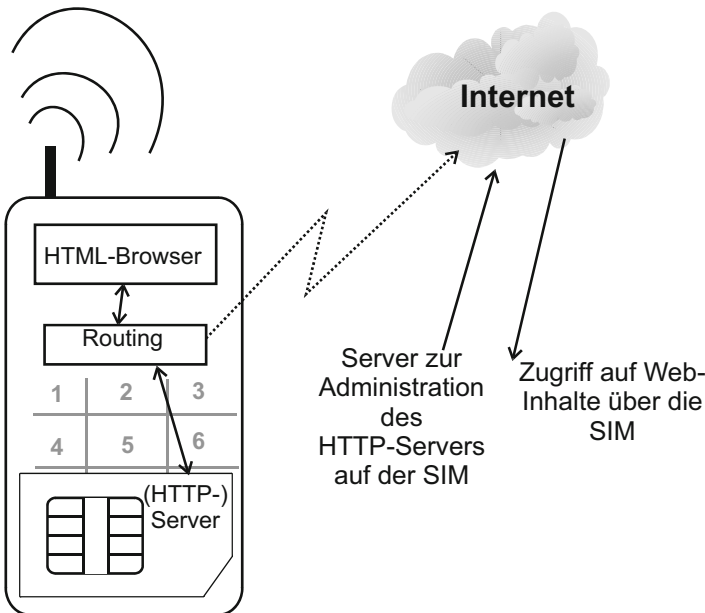 Internet
HTML-Browser
Routing
1 2 3
4 5 6
(HTTP-)
Server
Server zur
Administration
des
HTTP-Servers
auf der SIM
Zugriff auf Web-
Inhalte über die
SIM